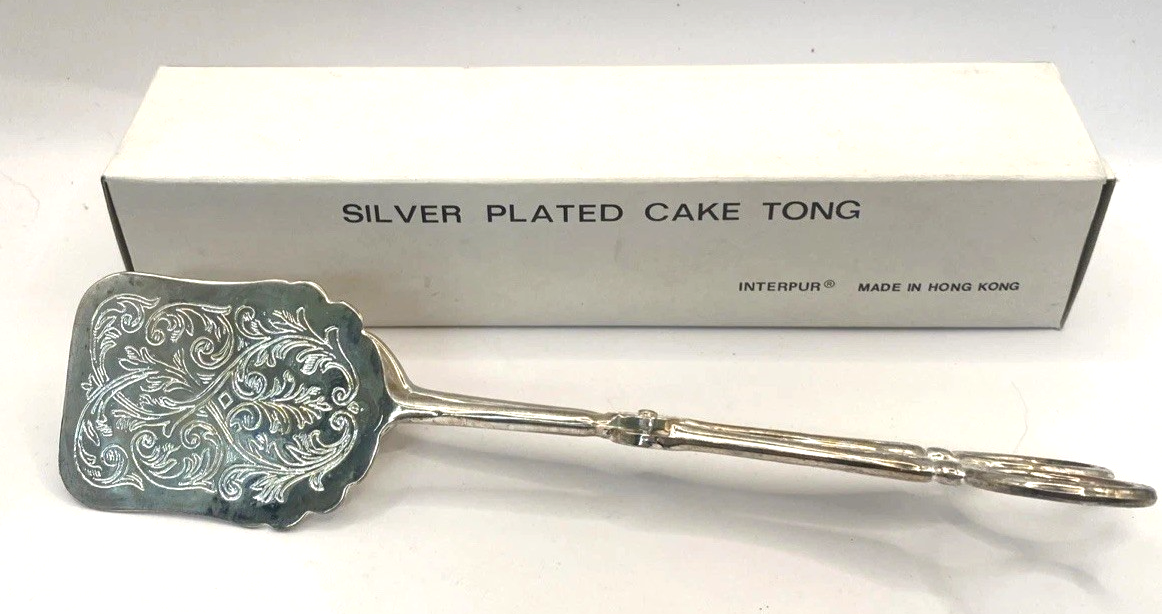 SILVER PLATED CAKE TONG
INTERPUR® MADE IN HONG KONG